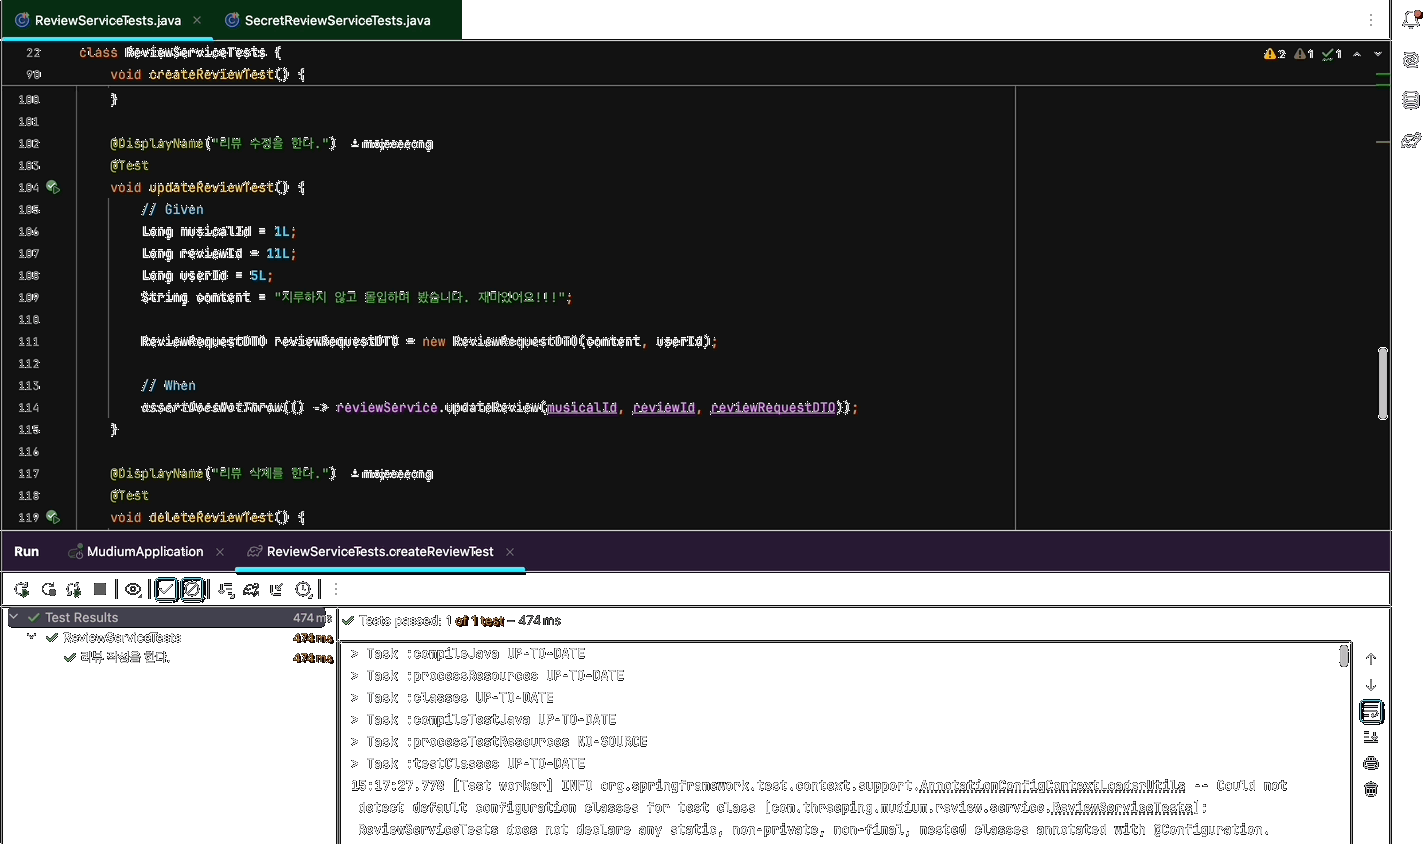 ReviewServiceTests.java
SecretReviewServiceTests.java
22 class ReviewServiceTests {
2 1 1
90 void createReviewTest() {
100 }
101
102 @DisplayName("리뷰 수정을 한다.")
103 @Test
104 void updateReviewTest() {
105 // Given
106 Long musicalId = 1L;
107 Long reviewId = 11L;
108 Long userId = 5L;
109 String content = "지루하지 않고 몰입하며 봤습니다. 재미있어요!!!";
110
111 ReviewRequestDTO reviewRequestDTO = new ReviewRequestDTO(content, userId);
112
113 // When
114 assertDoesNotThrow(() -> reviewService.updateReview(musicalId, reviewId, reviewRequestDTO));
115 }
116
117 @DisplayName("리뷰 삭제를 한다.")
118 @Test
119 void deleteReviewTest() {
Run MudiumApplication ReviewServiceTests.createReviewTest
Test Results 474 ms
Tests passed: 1 of 1 test – 474 ms
ReviewServiceTests 474 ms
리뷰 작성을 한다. 474 ms
> Task :compileJava UP-TO-DATE
> Task :processResources UP-TO-DATE
> Task :classes UP-TO-DATE
> Task :compileTestJava UP-TO-DATE
> Task :processTestResources NO-SOURCE
> Task :testClasses UP-TO-DATE
15:17:27.778 [Test worker] INFO org.springframework.test.context.support.AnnotationConfigContextLoaderUtils -- Could not
detect default configuration classes for test class [com.threeping.mudium.review.service.ReviewServiceTests];
ReviewServiceTests does not declare any static, non-private, non-final, nested classes annotated with @Configuration.